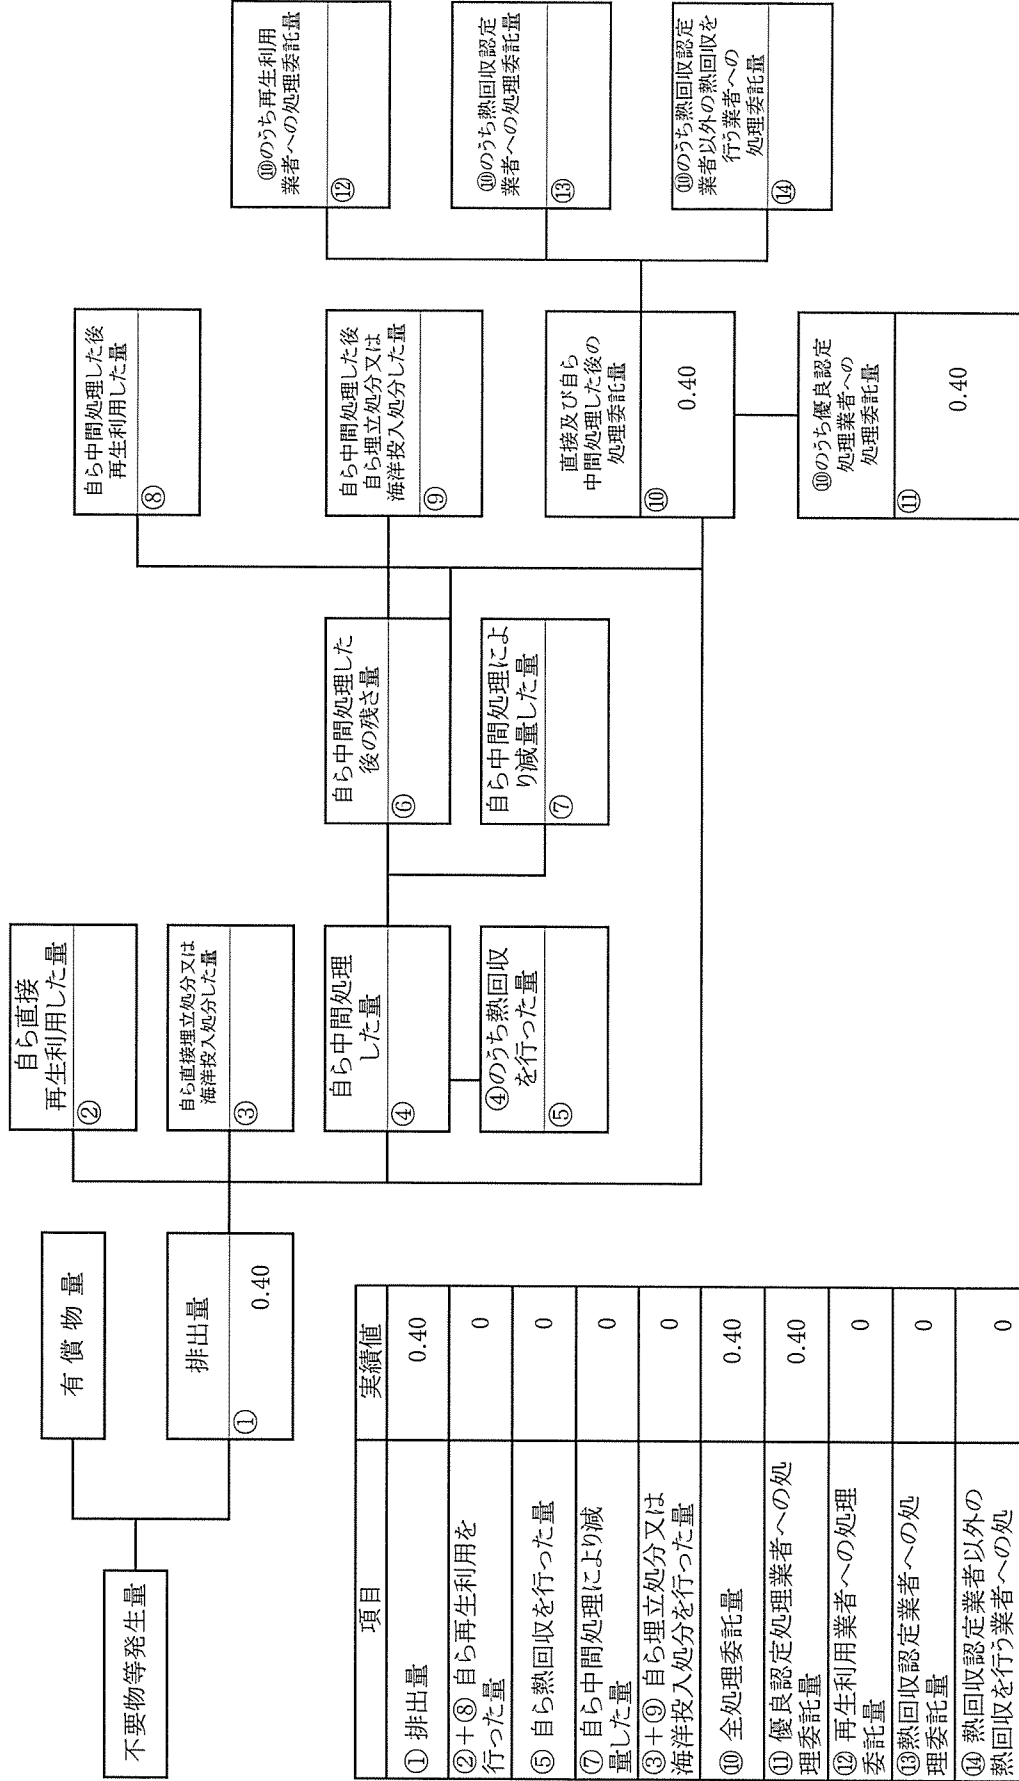 不要物等発生量
有償物量
排出量
①
0.40
自ら直接
再生利用した量
②
自ら直接埋立処分又は
海洋投入処分した量
③
自ら中間処理
した量
④
④のうち熱回収
を行った量
⑤
自ら中間処理した
後の残さ量
⑥
自ら中間処理によ
り減量した量
⑦
自ら中間処理した後
再生利用した量
⑧
自ら中間処理した後
自ら埋立処分又は
海洋投入処分した量
⑨
直接及び自ら
中間処理した後の
処理委託量
⑩
0.40
⑩のうち優良認定
処理業者への
処理委託量
⑪
0.40
⑩のうち再生利用
業者への処理委託量
⑫
⑩のうち熱回収認定
業者への処理委託量
⑬
⑩のうち熱回収認定
業者以外の熱回収を
行う業者への
処理委託量
⑭
項目 実績値
① 排出量 0.40
②+⑧ 自ら再生利用を
行った量 0
⑤ 自ら熱回収を行った量 0
⑦ 自ら中間処理により減
量した量 0
③+⑨ 自ら埋立処分又は
海洋投入処分を行った量 0
⑩ 全処理委託量 0.40
⑪ 優良認定処理業者への処
理委託量 0.40
⑫ 再生利用業者への処理
委託量 0
⑬熱回収認定業者への処
理委託量 0
⑭ 熱回収認定業者以外の
熱回収を行う業者への処 0